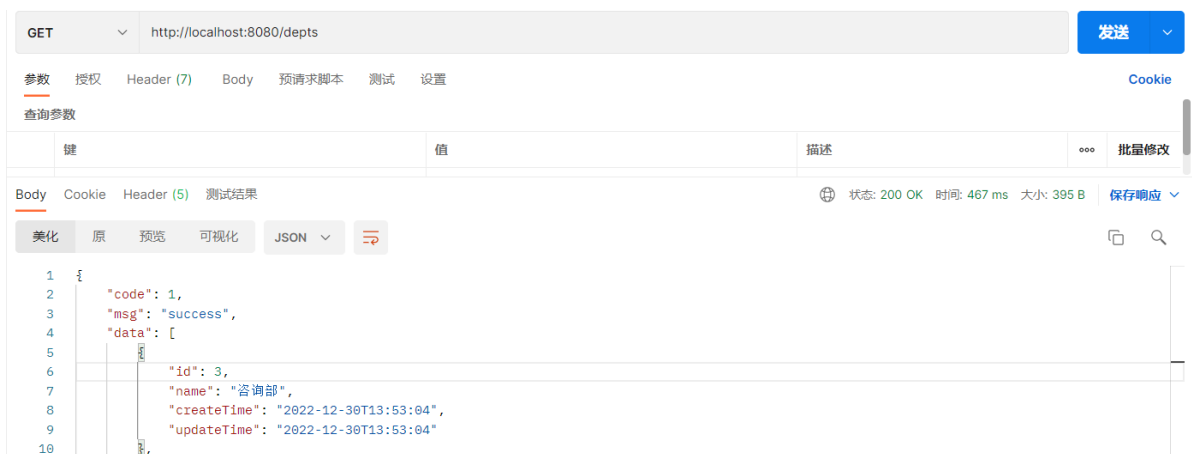 GET http://localhost:8080/depts 发送
参数 授权 Header (7) Body 预请求脚本 测试 设置 Cookie
查询参数
键 值 描述 ooo 批量修改
Body Cookie Header (5) 测试结果 状态: 200 OK 时间: 467 ms 大小: 395 B 保存响应
美化 原 预览 可视化 JSON
1 {
2 "code": 1,
3 "msg": "success",
4 "data": [
5 {
6 "id": 3,
7 "name": "咨询部",
8 "createTime": "2022-12-30T13:53:04",
9 "updateTime": "2022-12-30T13:53:04"
10 },